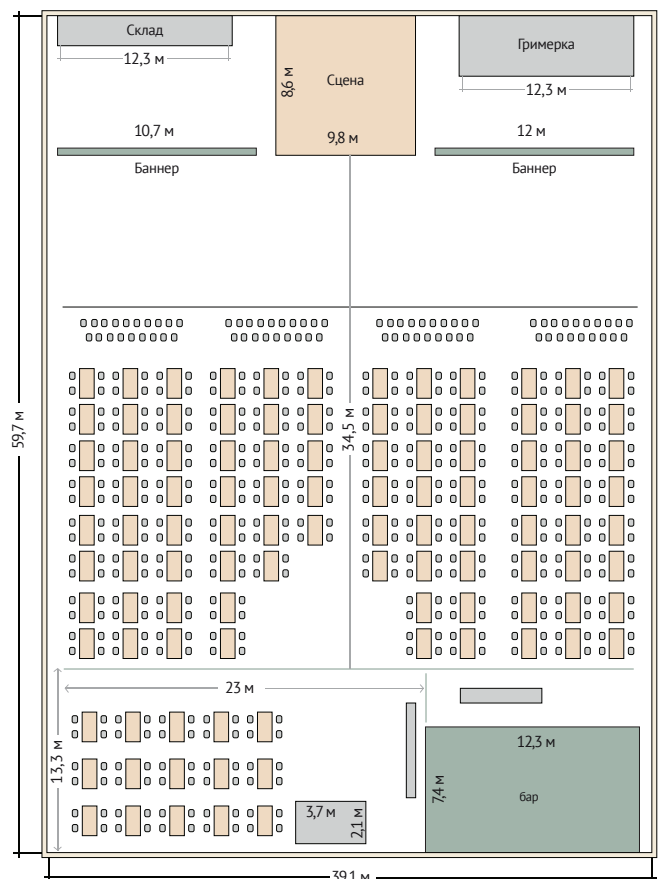 Склад
12,3 м
8,6 м
Сцена
9,8 м
Гримерка
12,3 м
10,7 м
Баннер
12 м
Баннер
59,7 м
34,5 м
23 м
13,3 м
3,7 м
2,1 м
12,3 м
7,4 м
бар
39,1 м